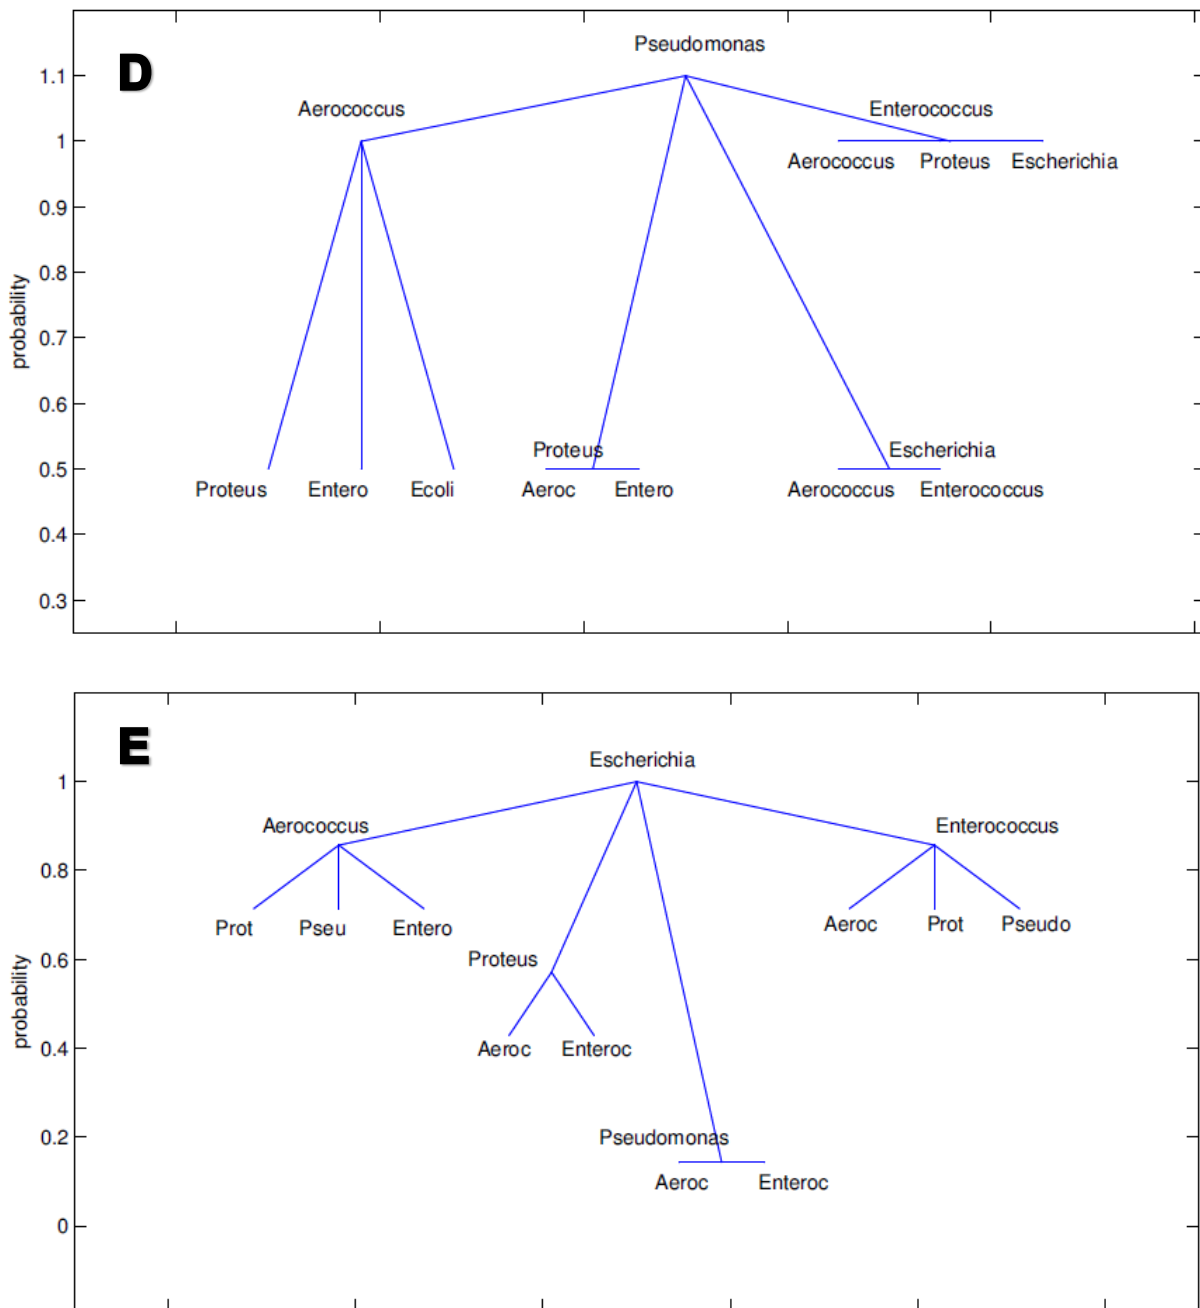 D
Pseudomonas
Aerococcus
Enterococcus
Aerococcus Proteus Escherichia
Proteus
Escherichia
Proteus Entero Ecoli
Aeroc Entero
Aerococcus Enterococcus
probability
1.1
1
0.9
0.8
0.7
0.6
0.5
0.4
0.3
E
Escherichia
Aerococcus
Enterococcus
Prot Pseu Entero
Aeroc Prot Pseudo
Proteus
Aeroc Enteroc
Pseudomonas
Aeroc Enteroc
probability
1
0.8
0.6
0.4
0.2
0